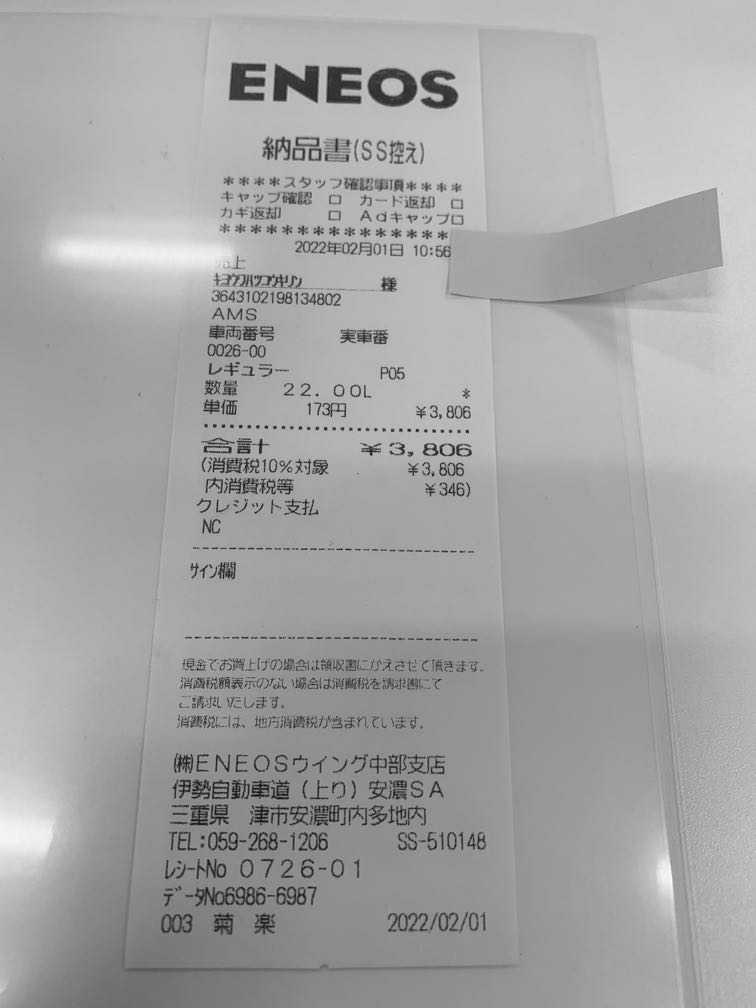 ENEOS
納品書(SS控え)
****スタッフ確認事項****
キャップ確認 □ カード返却 □
カギ返却 □ Adキャップ□
****************
2022年02月01日 10:56
売上
様
3643102198134802
AMS
車両番号 実車番
0026-00
レギュラー P05
数量 22.00L *
単価 173円 ¥3,806
合計 ¥3,806
(消費税10%対象 ¥3,806
内消費税等 ¥346)
クレジット支払
NC
サイン欄
現金でお買上げの場合は領収書にかえさせて頂きます。
消費税額表示のない場合は消費税を請求書にて
ご請求いたします。
消費税には、地方消費税が含まれています。
㈱ENEOSウイング中部支店
伊勢自動車道(上り)安濃SA
三重県 津市安濃町内多地内
TEL:059-268-1206 SS-510148
レシートNo 0726-01
データNo6986-6987
003 菊 楽 2022/02/01